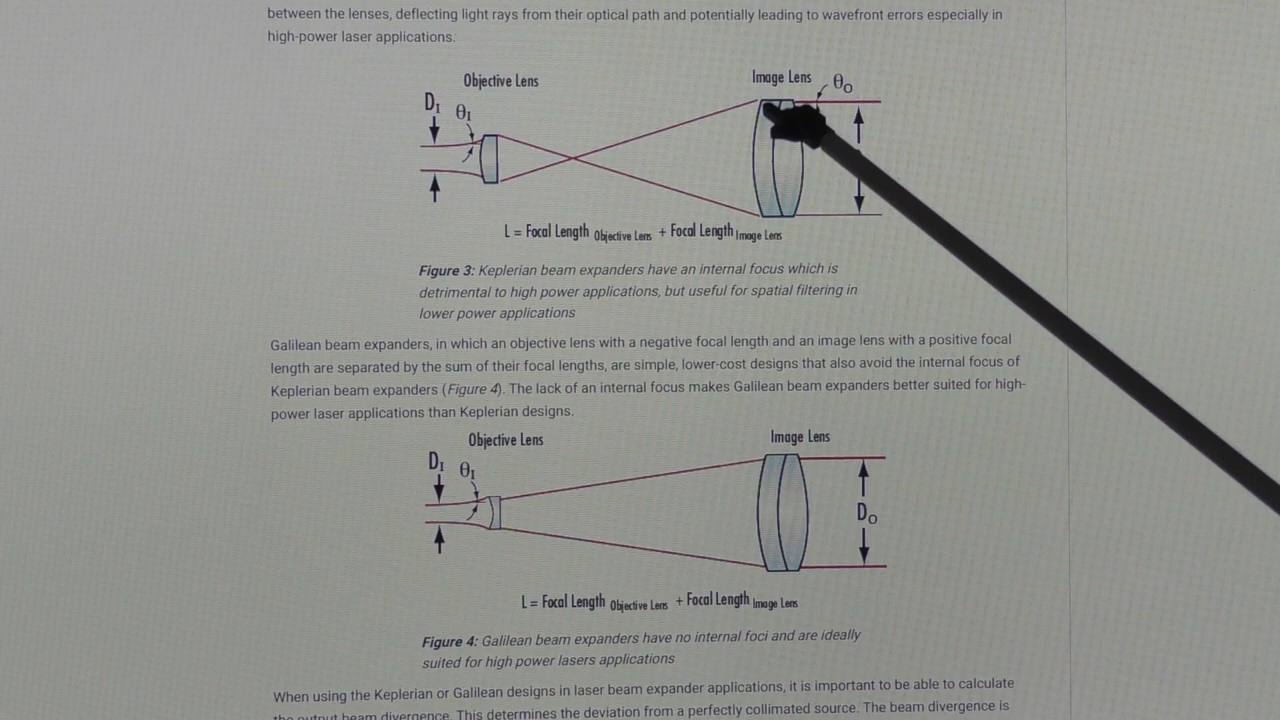 between the lenses, deflecting light rays from their optical path and potentially leading to wavefront errors especially in
high-power laser applications.
Objective Lens
Image Lens
θO
DI
θI
L = Focal Length Objective Lens + Focal Length Image Lens
Figure 3: Keplerian beam expanders have an internal focus which is
detrimental to high power applications, but useful for spatial filtering in
lower power applications
Galilean beam expanders, in which an objective lens with a negative focal length and an image lens with a positive focal
length are separated by the sum of their focal lengths, are simple, lower-cost designs that also avoid the internal focus of
Keplerian beam expanders (Figure 4). The lack of an internal focus makes Galilean beam expanders better suited for high-
power laser applications than Keplerian designs.
Objective Lens
Image Lens
DI
θI
DO
L = Focal Length Objective Lens + Focal Length Image Lens
Figure 4: Galilean beam expanders have no internal foci and are ideally
suited for high power lasers applications
When using the Keplerian or Galilean designs in laser beam expander applications, it is important to be able to calculate
the output beam divergence. This determines the deviation from a perfectly collimated source. The beam divergence is